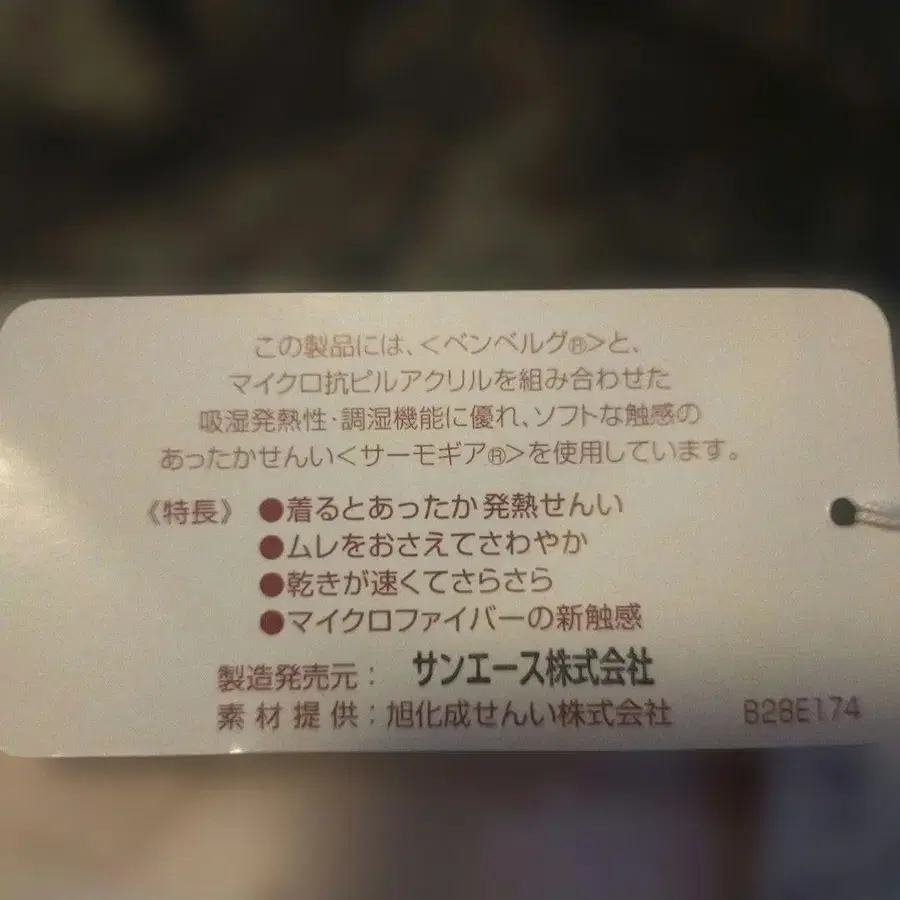 この製品には、<ベンベルグ®>と、
マイクロ抗ピルアクリルを組み合わせた
吸湿発熱性・調湿機能に優れ、ソフトな触感の
あったかせんい<サーモギア®>を使用しています。
《特長》 ●着るとあったか発熱せんい
●ムレをおさえてさわやか
●乾きが速くてさらさら
●マイクロファイバーの新触感
製造発売元： サンエース株式会社
素材提供：旭化成せんい株式会社 B28E174